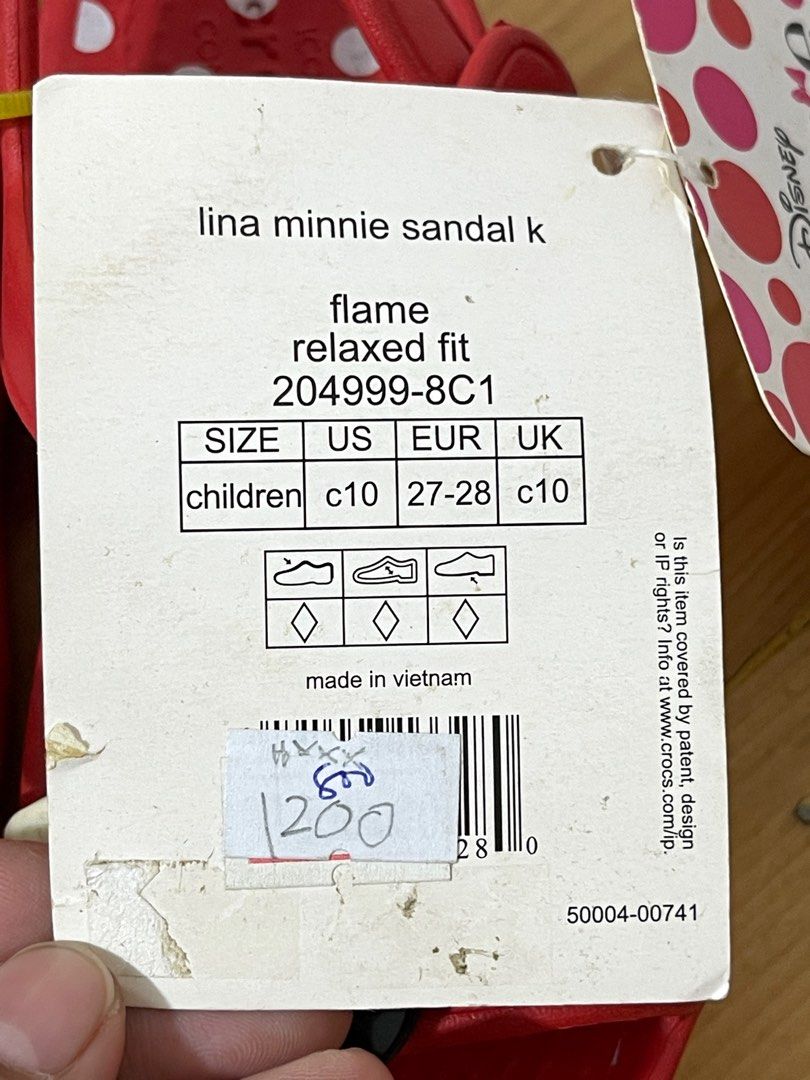 lina minnie sandal k
flame
relaxed fit
204999-8C1
SIZE US EUR UK
children c10 27-28 c10
made in vietnam
800
1200
28 0
50004-00741
Is this item covered by patent, design
or IP rights? Info at www.crocs.com/ip.
Disney